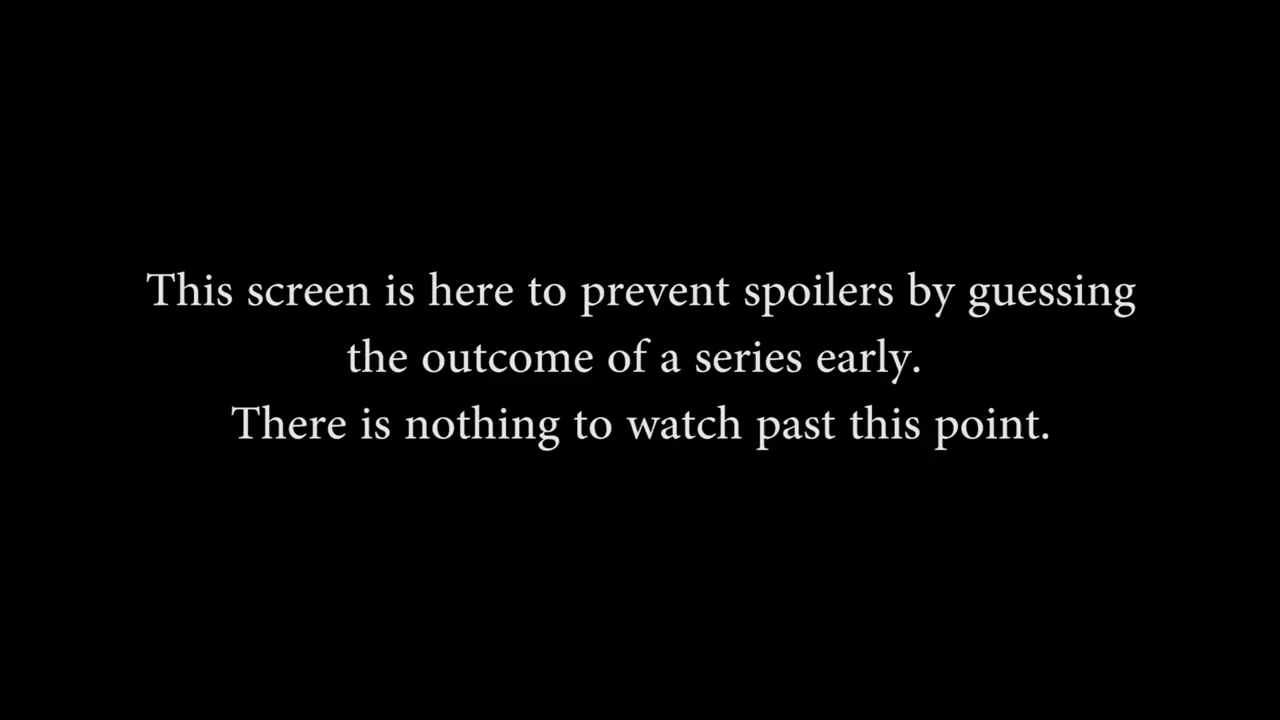 This screen is here to prevent spoilers by guessing
the outcome of a series early.
There is nothing to watch past this point.